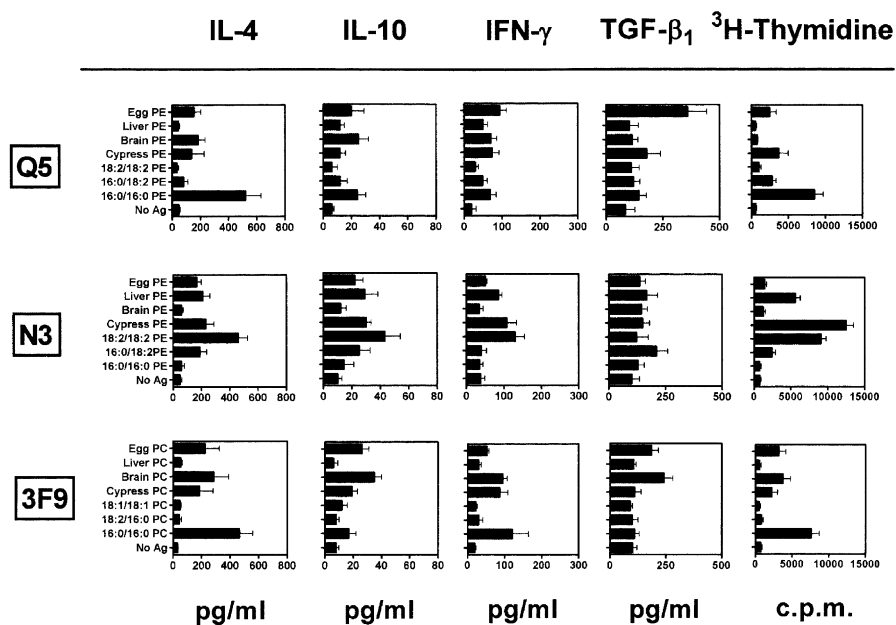 IL-4 IL-10 IFN-γ TGF-β1 3H-Thymidine
Q5
Egg PE
Liver PE
Brain PE
Cypress PE
18:2/18:2 PE
16:0/18:2 PE
16:0/16:0 PE
No Ag
0 200 400 600 800 0 20 40 60 80 0 100 200 300 0 500 0 5000 10000 15000
N3
Egg PE
Liver PE
Brain PE
Cypress PE
18:2/18:2 PE
16:0/18:2PE
16:0/16:0 PE
No Ag
0 200 400 600 800 0 20 40 60 80 0 100 200 300 0 500 0 5000 10000 15000
3F9
Egg PC
Liver PC
Brain PC
Cypress PC
18:1/18:1 PC
18:2/16:0 PC
16:0/16:0 PC
No Ag
0 200 400 600 800 0 20 40 60 80 0 100 200 300 0 500 0 5000 10000 15000
pg/ml pg/ml pg/ml pg/ml c.p.m.